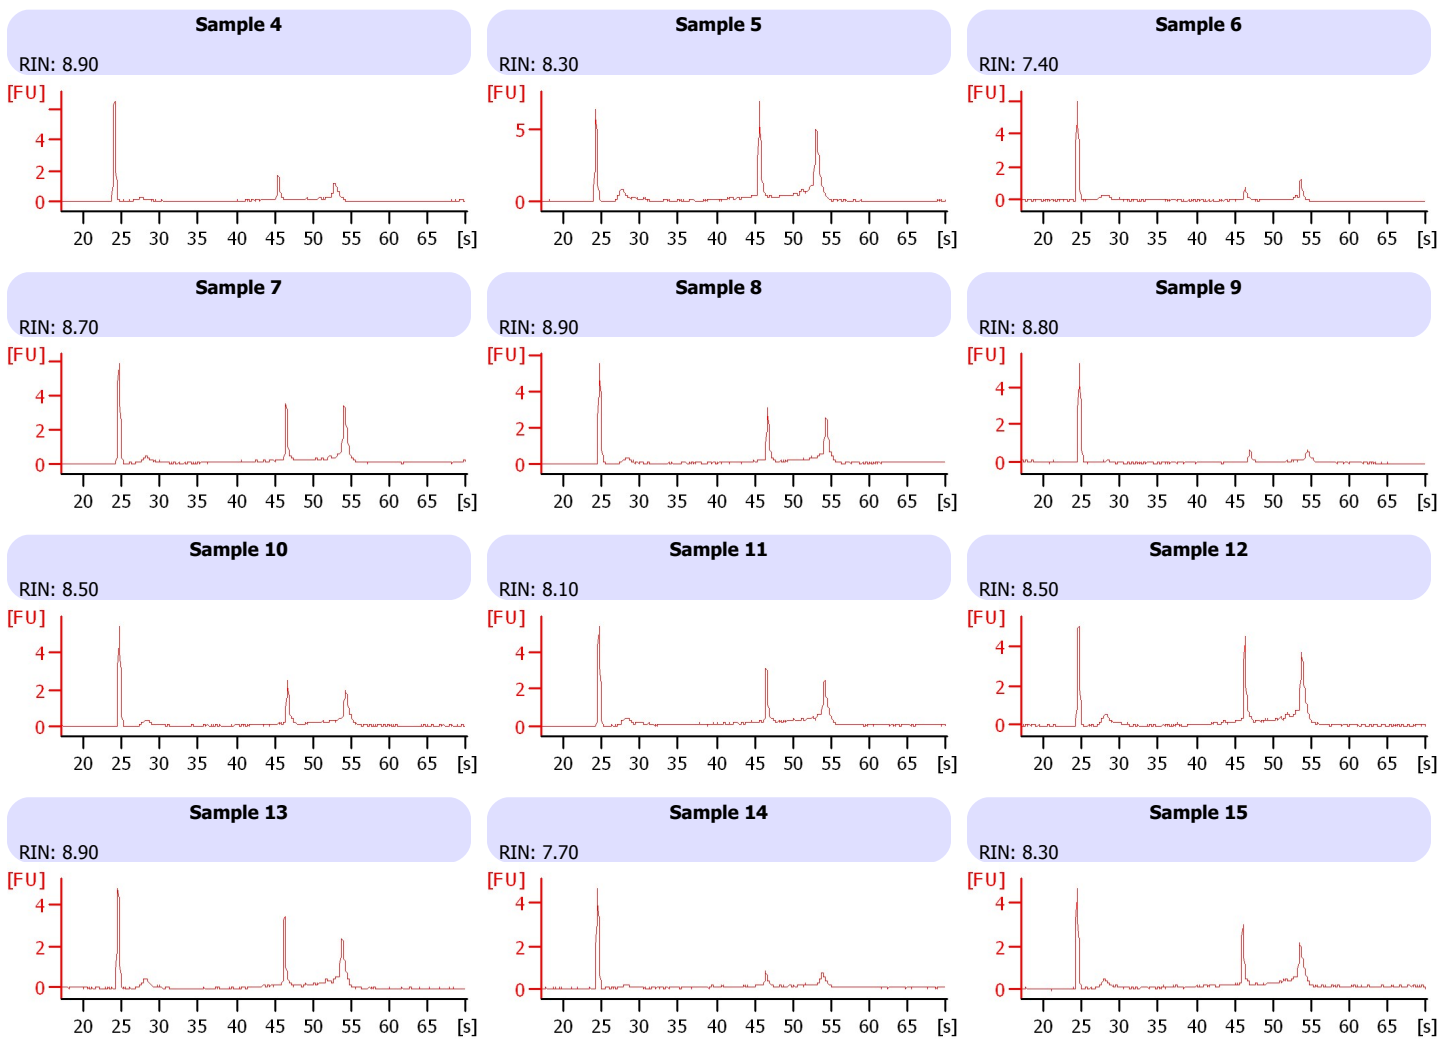 Sample 4
RIN: 8.90
[FU]
4
2
0
20 25 30 35 40 45 50 55 60 65 [s]
Sample 5
RIN: 8.30
[FU]
5
0
20 25 30 35 40 45 50 55 60 65 [s]
Sample 6
RIN: 7.40
[FU]
4
2
0
20 25 30 35 40 45 50 55 60 65 [s]
Sample 7
RIN: 8.70
[FU]
4
2
0
20 25 30 35 40 45 50 55 60 65 [s]
Sample 8
RIN: 8.90
[FU]
4
2
0
20 25 30 35 40 45 50 55 60 65 [s]
Sample 9
RIN: 8.80
[FU]
4
2
0
20 25 30 35 40 45 50 55 60 65 [s]
Sample 10
RIN: 8.50
[FU]
4
2
0
20 25 30 35 40 45 50 55 60 65 [s]
Sample 11
RIN: 8.10
[FU]
4
2
0
20 25 30 35 40 45 50 55 60 65 [s]
Sample 12
RIN: 8.50
[FU]
4
2
0
20 25 30 35 40 45 50 55 60 65 [s]
Sample 13
RIN: 8.90
[FU]
4
2
0
20 25 30 35 40 45 50 55 60 65 [s]
Sample 14
RIN: 7.70
[FU]
4
2
0
20 25 30 35 40 45 50 55 60 65 [s]
Sample 15
RIN: 8.30
[FU]
4
2
0
20 25 30 35 40 45 50 55 60 65 [s]